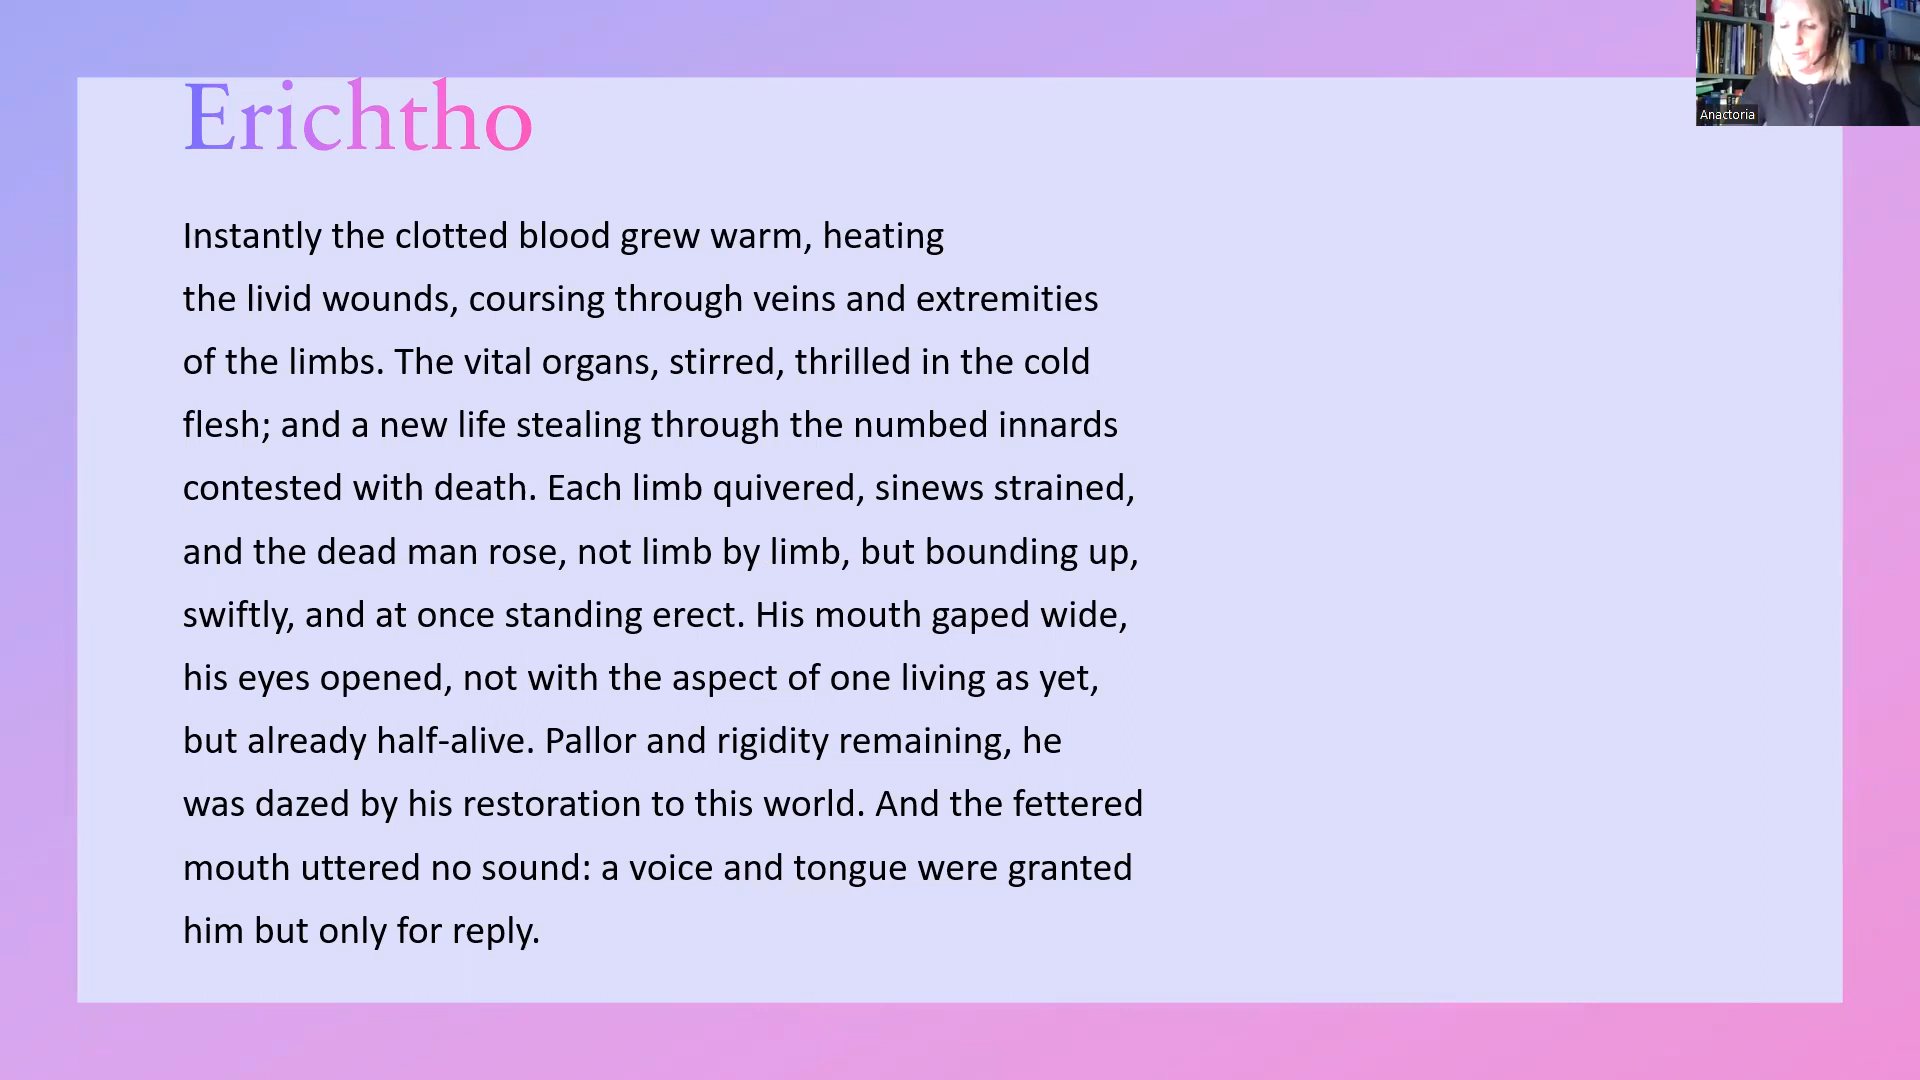 Erichtho
Anactoria
Instantly the clotted blood grew warm, heating
the livid wounds, coursing through veins and extremities
of the limbs. The vital organs, stirred, thrilled in the cold
flesh; and a new life stealing through the numbed innards
contested with death. Each limb quivered, sinews strained,
and the dead man rose, not limb by limb, but bounding up,
swiftly, and at once standing erect. His mouth gaped wide,
his eyes opened, not with the aspect of one living as yet,
but already half-alive. Pallor and rigidity remaining, he
was dazed by his restoration to this world. And the fettered
mouth uttered no sound: a voice and tongue were granted
him but only for reply.